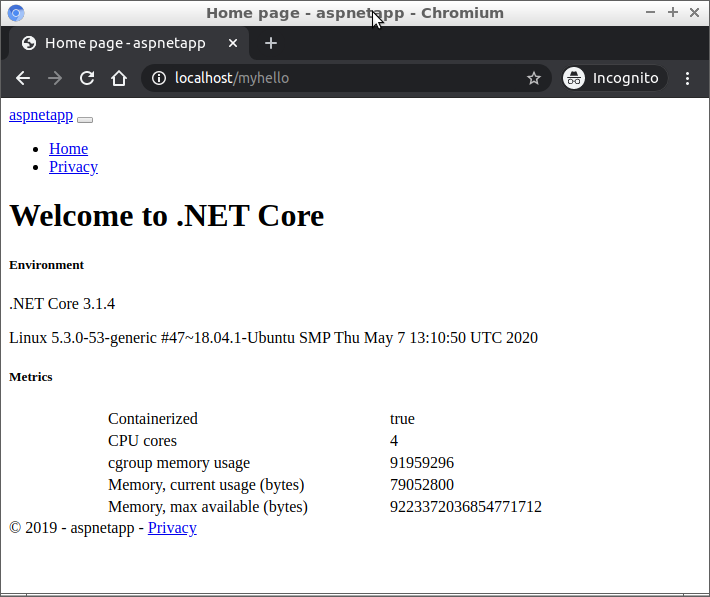 Home page - aspnetapp - Chromium
Home page - aspnetapp
localhost/myhello
Incognito
aspnetapp
Home
Privacy
Welcome to .NET Core
Environment
.NET Core 3.1.4
Linux 5.3.0-53-generic #47~18.04.1-Ubuntu SMP Thu May 7 13:10:50 UTC 2020
Metrics
Containerized true
CPU cores 4
cgroup memory usage 91959296
Memory, current usage (bytes) 79052800
Memory, max available (bytes) 9223372036854771712
© 2019 - aspnetapp - Privacy